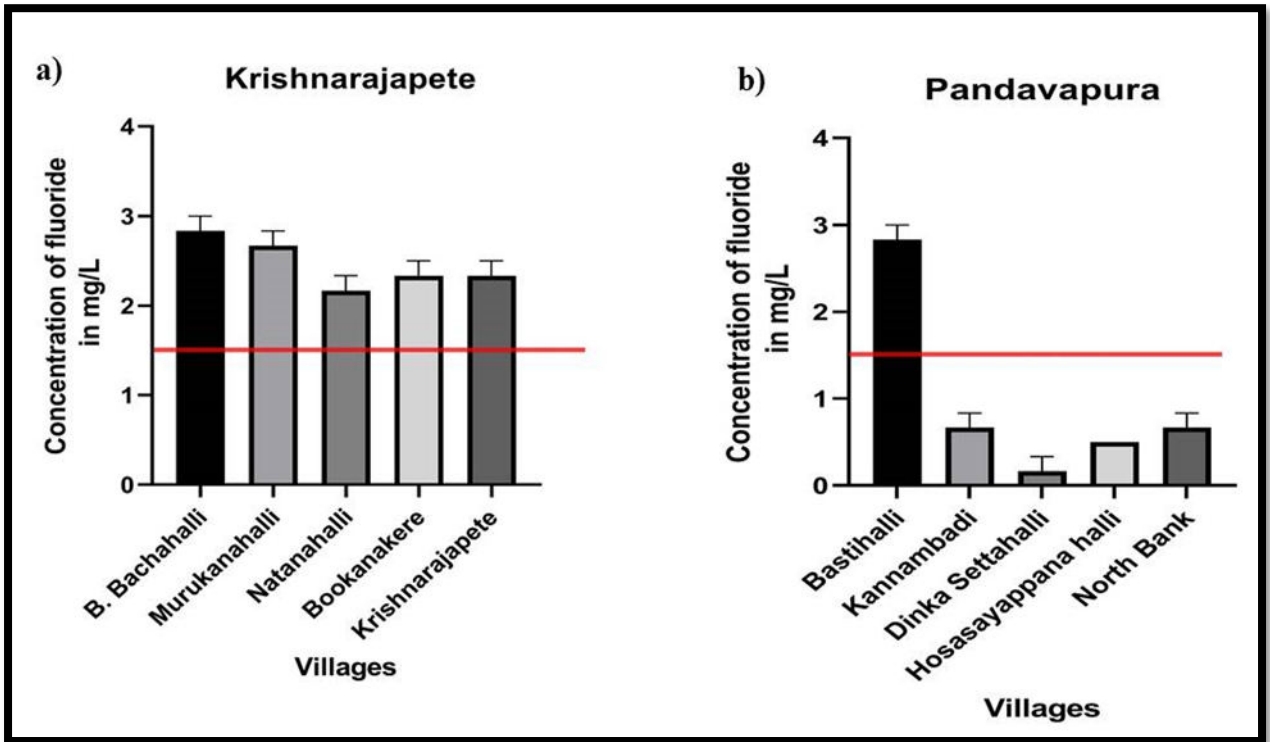 a)
Krishnarajapete
Concentration of fluoride
in mg/L
4
3
2
1
0
B. Bachahalli
Murukanahalli
Natanahalli
Bookanakere
Krishnarajapete
Villages
b)
Pandavapura
Concentration of fluoride
in mg/L
4
3
2
1
0
Bastihalli
Kannambadi
Dinka Settahalli
Hosasayappana halli
North Bank
Villages